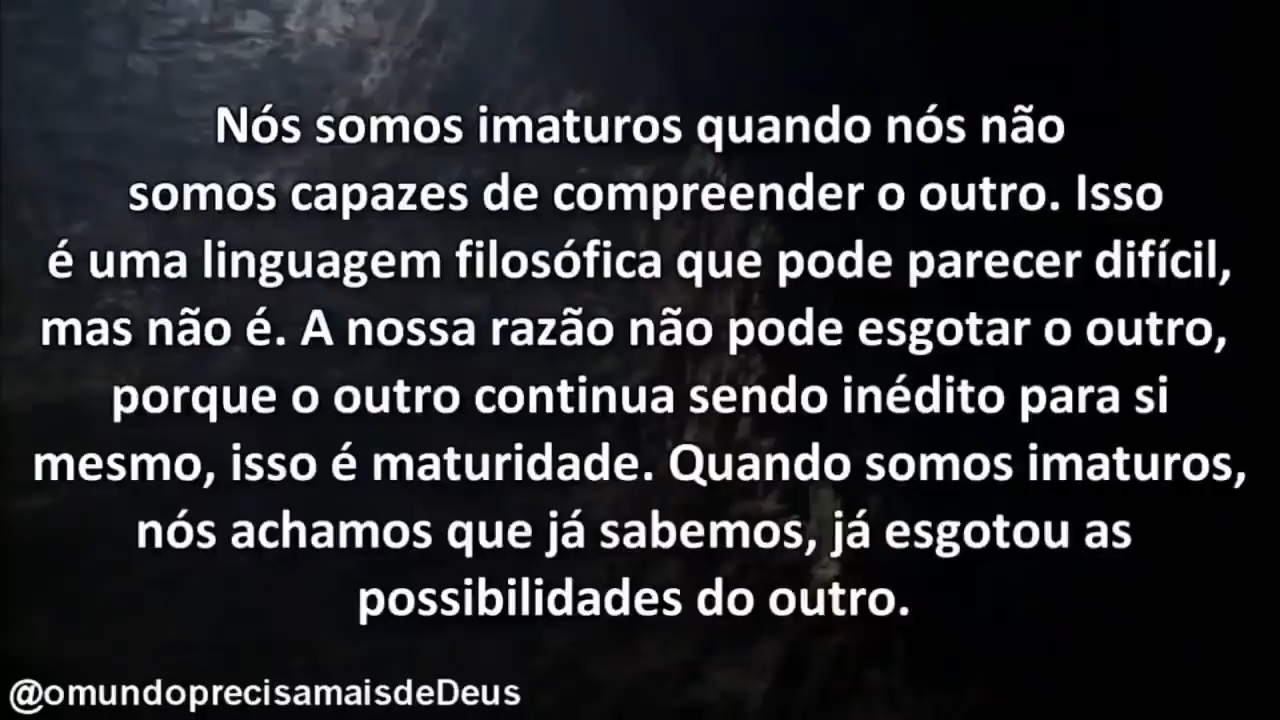 Nós somos imaturos quando nós não
somos capazes de compreender o outro. Isso
é uma linguagem filosófica que pode parecer difícil,
mas não é. A nossa razão não pode esgotar o outro,
porque o outro continua sendo inédito para si
mesmo, isso é maturidade. Quando somos imaturos,
nós achamos que já sabemos, já esgotou as
possibilidades do outro.
@omundoprecisamaisdeDeus